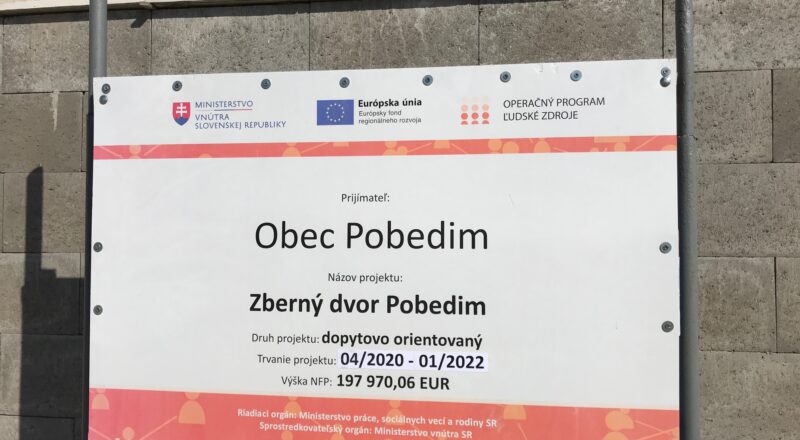 MINISTERSTVO
VNÚTRA
SLOVENSKEJ REPUBLIKY
Európska únia
Európsky fond
regionálneho rozvoja
OPERAČNÝ PROGRAM
ĽUDSKÉ ZDROJE
Prijímateľ:
Obec Pobedim
Názov projektu:
Zberný dvor Pobedim
Druh projektu: dopytovo orientovaný
Trvanie projektu: 04/2020 - 01/2022
Výška NFP: 197 970,06 EUR
Riadiaci orgán: Ministerstvo práce, sociálnych vecí a rodiny SR
Sprostredkovateľský orgán: Ministerstvo vnútra SR